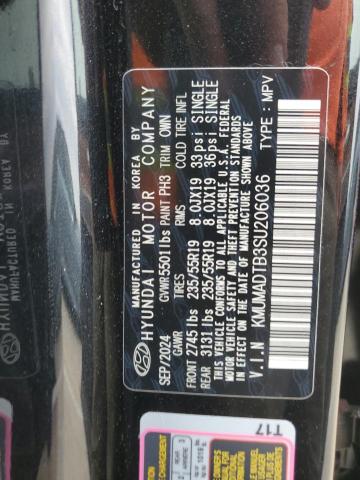 MANUFACTURED IN KOREA BY
HYUNDAI MOTOR COMPANY
SEP/2024 GVWR 5501 lbs PAINT PH3 TRIM OWN
GAWR TIRES RIMS COLD TIRE INFL
FRONT 2745 lbs 235/55R19 8.0JX19 33psi SINGLE
REAR 3131 lbs 235/55R19 8.0JX19 36psi SINGLE
THIS VEHICLE CONFORMS TO ALL APPLICABLE U.S.A. FEDERAL
MOTOR VEHICLE SAFETY, BUMPER, AND THEFT PREVENTION STANDARDS
IN EFFECT ON THE DATE OF MANUFACTURE SHOWN ABOVE
V.I.N : KMUMADTB3SU206036 TYPE : MPV
T17
REAR 3